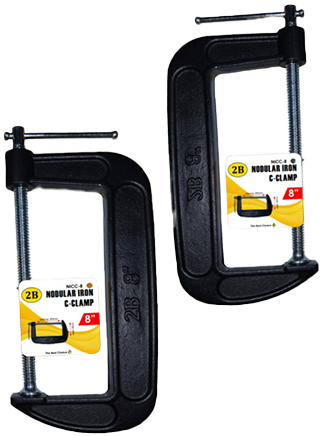 2B 8"
NICC-8
2B
NODULAR IRON
C-CLAMP
8"
The Best Choice
2B 8"
NICC-8
2B
NODULAR IRON
C-CLAMP
8"
The Best Choice